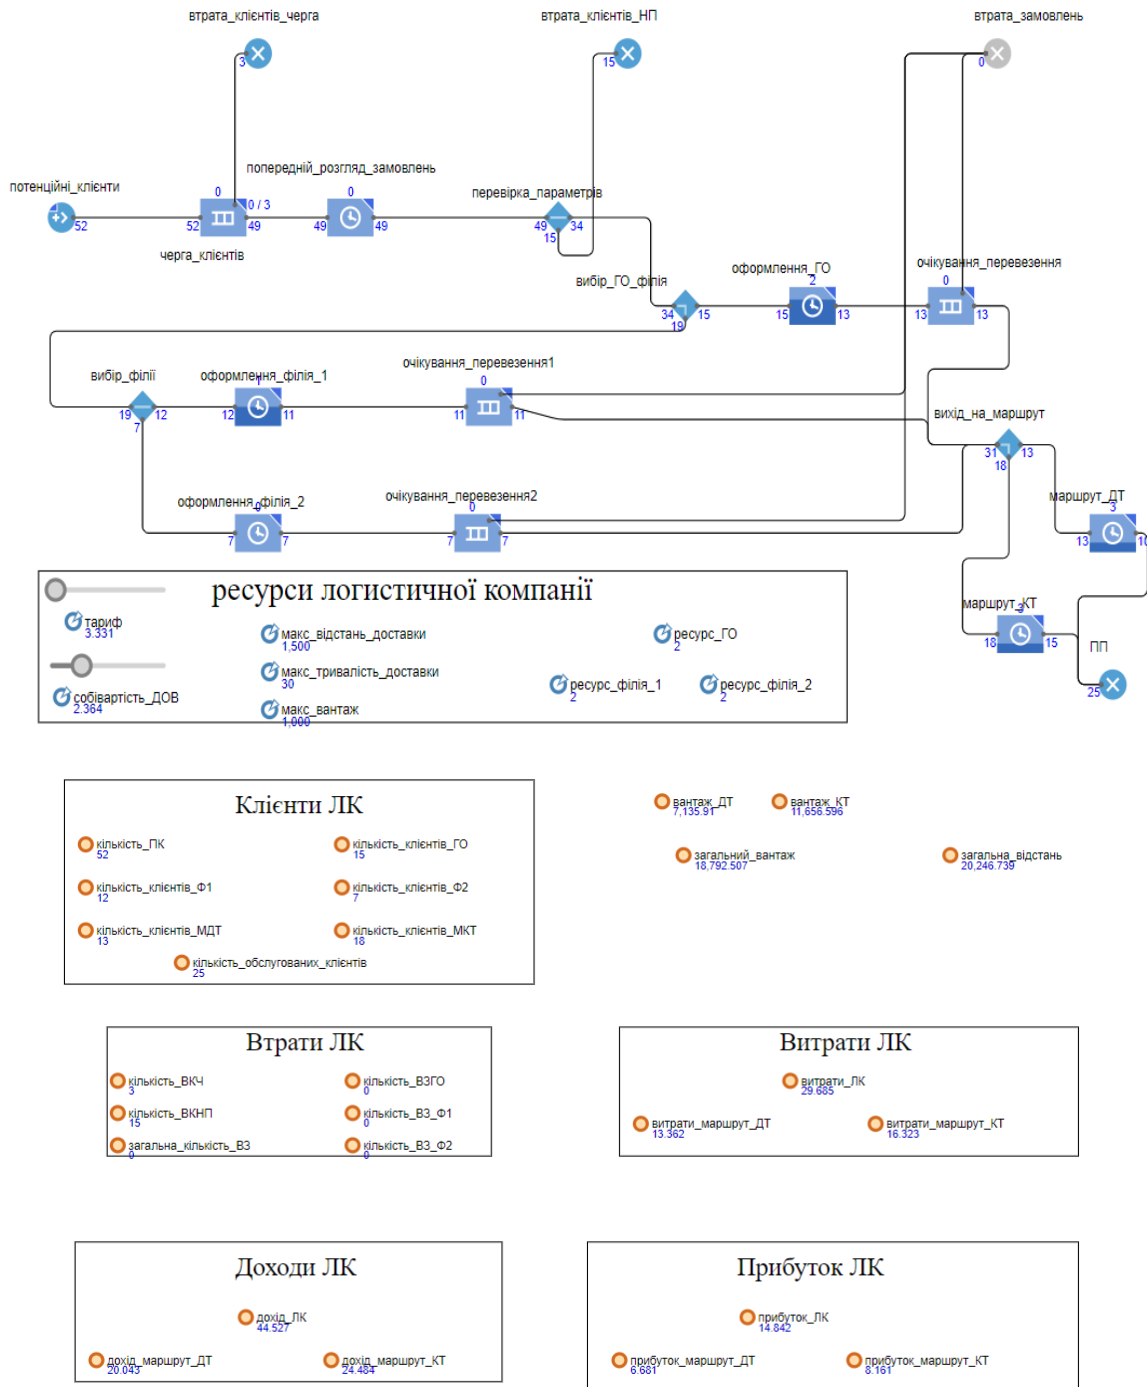 втрата_клієнтів_черга
втрата_клієнтів_НП
втрата_замовлень
3
15
0
потенційні_клієнти
попередній_розгляд_замовлень
перевірка_параметрів
0
0 / 3
0
52
52
49
49
49
49
34
15
черга_клієнтів
вибір_ГО_філія
оформлення_ГО
очікування_перевезення
2
0
34
15
19
15
13
13
13
вибір_філії
оформлення_філія_1
очікування_перевезення1
1
0
19
12
7
12
11
11
11
вихід_на_маршрут
31
13
18
оформлення_філія_2
очікування_перевезення2
0
0
7
7
7
7
маршрут_ДТ
3
13
10
маршрут_КТ
3
18
15
ПП
25
ресурси логистичної компанії
тариф
3.331
собівартість_ДОВ
2.364
макс_відстань_доставки
1,500
макс_тривалість_доставки
30
макс_вантаж
1,000
ресурс_ГО
2
ресурс_філія_1
2
ресурс_філія_2
2
Клієнти ЛК
кількість_ПК
52
кількість_клієнтів_ГО
15
кількість_клієнтів_Ф1
12
кількість_клієнтів_Ф2
7
кількість_клієнтів_МДТ
13
кількість_клієнтів_МКТ
18
кількість_обслугованих_клієнтів
25
вантаж_ДТ
7,135.91
вантаж_КТ
11,656.596
загальний_вантаж
18,792.507
загальна_відстань
20,246.739
Втрати ЛК
кількість_ВКЧ
3
кількість_ВЗГО
0
кількість_ВКНП
15
кількість_ВЗ_Ф1
0
загальна_кількість_ВЗ
0
кількість_ВЗ_Ф2
0
Витрати ЛК
витрати_ЛК
29.685
витрати_маршрут_ДТ
13.362
витрати_маршрут_КТ
16.323
Доходи ЛК
дохід_ЛК
44.527
дохід_маршрут_ДТ
20.043
дохід_маршрут_КТ
24.484
Прибуток ЛК
прибуток_ЛК
14.842
прибуток_маршрут_ДТ
6.681
прибуток_маршрут_КТ
8.161